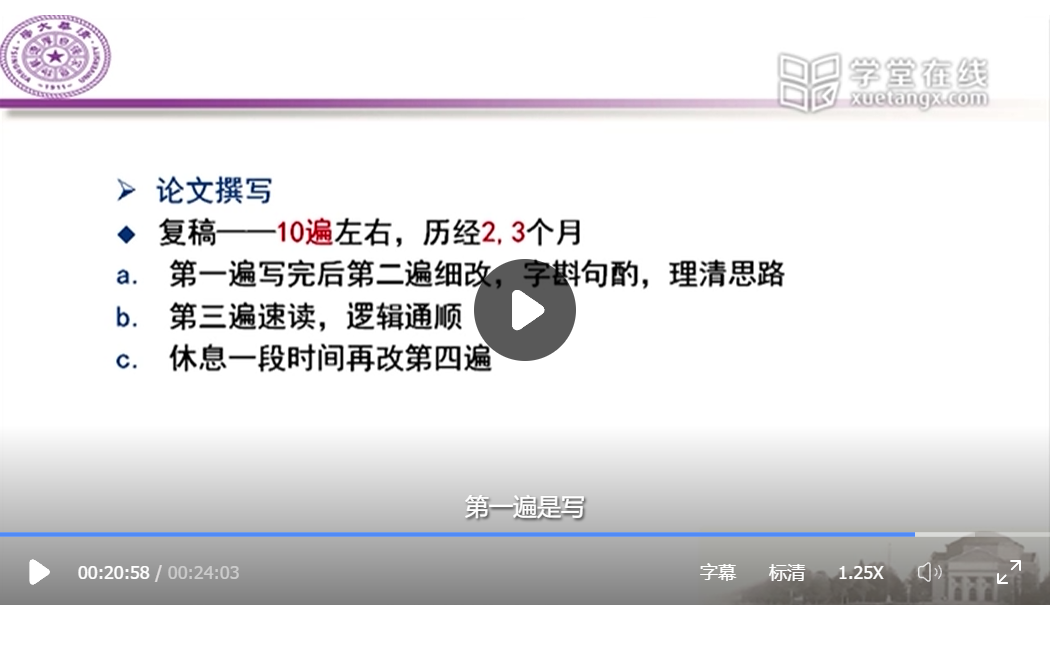 学堂在线
xuetangx.com
论文撰写
复稿——10遍左右，历经2,3个月
a. 第一遍写完后第二遍细改，字斟句酌，理清思路
b. 第三遍速读，逻辑通顺
c. 休息一段时间再改第四遍
第一遍是写
00:20:58 / 00:24:03 字幕 标清 1.25X